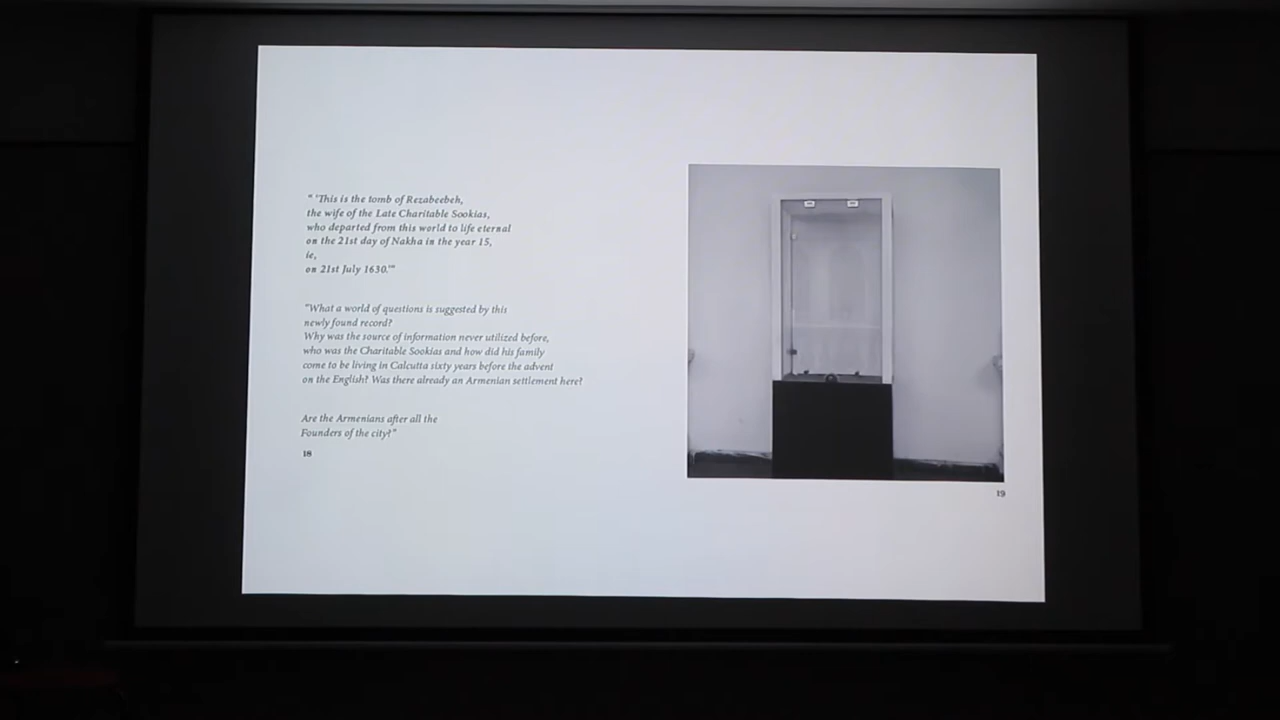 “ ‘This is the tomb of Rezabeebeh,
the wife of the Late Charitable Sookias,
who departed from this world to life eternal
on the 21st day of Nakha in the year 15,
ie,
on 21st July 1630.’”
“What a world of questions is suggested by this
newly found record?
Why was the source of information never utilized before,
who was the Charitable Sookias and how did his family
come to be living in Calcutta sixty years before the advent
on the English? Was there already an Armenian settlement here?
Are the Armenians after all the
Founders of the city?”
18
19